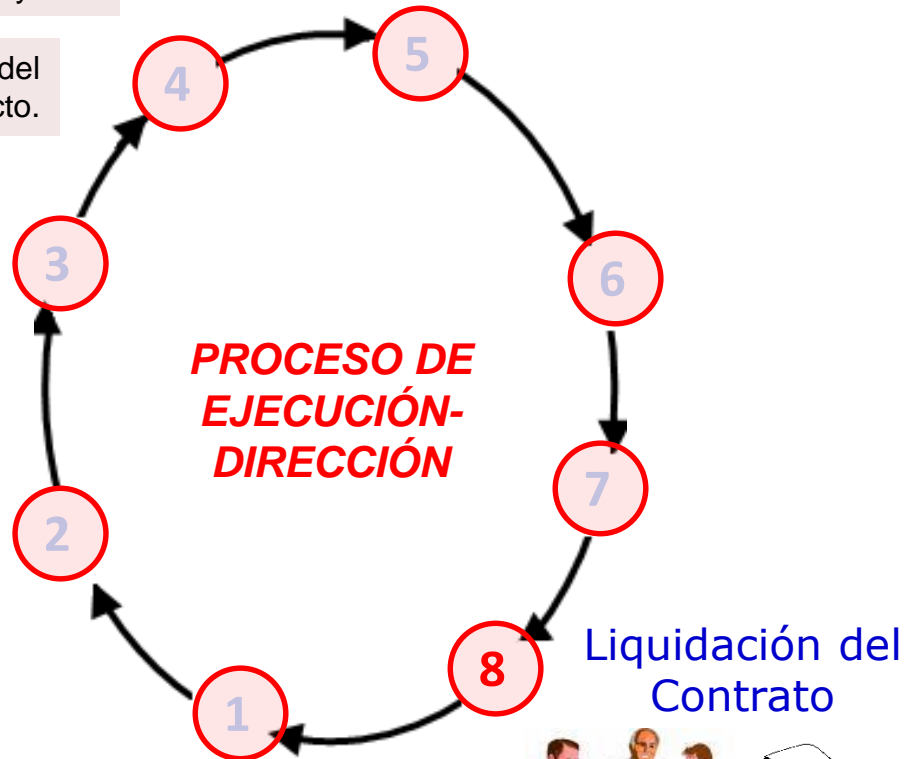 del
cto.
5
4
3
6
PROCESO DE
EJECUCIÓN-
DIRECCIÓN
7
2
8
Liquidación del
Contrato
1